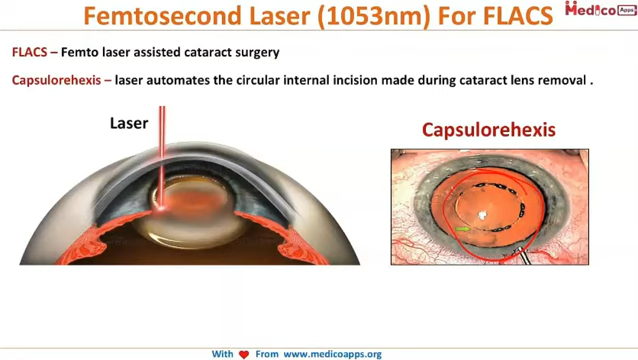 Femtosecond Laser (1053nm) For FLACS
Medico Apps
FLACS – Femto laser assisted cataract surgery
Capsulorehexis – laser automates the circular internal incision made during cataract lens removal .
Laser
Capsulorehexis
With From www.medicoapps.org